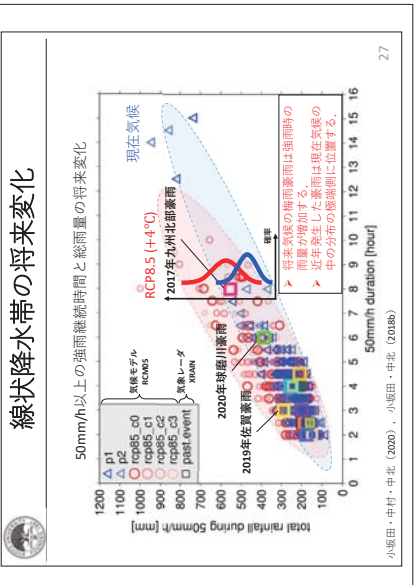 線状降水帯の将来変化
50mm/h以上の強雨継続時間と総雨量の将来変化
total rainfall during 50mm/h [mm]
1200
1100
1000
900
800
700
600
500
400
300
200
100
0
p1
p2
rcp85_c0
rcp85_c1
rcp85_c2
rcp85_c3
past.event
気候モデル
RCM05
気象レーダ
XRAIN
現在気候
RCP8.5 (+4℃)
2017年九州北部豪雨
2020年球磨川豪雨
2019年佐賀豪雨
確率
➢ 将来気候の梅雨豪雨は強雨時の
雨量が増加する.
➢ 近年発生した豪雨は現在気候の
中の分布の極端側に位置する.
0 1 2 3 4 5 6 7 8 9 10 11 12 13 14 15 16
50mm/h duration [hour]
小坂田・中村・中北 (2020), 小坂田・中北 (2018b)
27